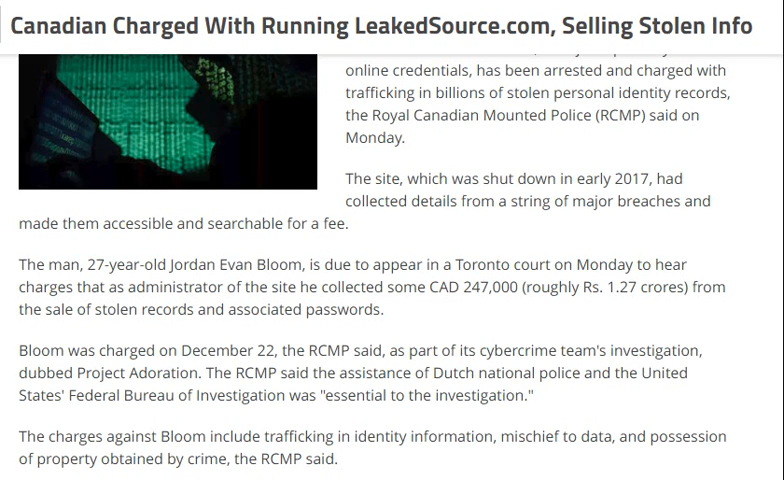 Canadian Charged With Running LeakedSource.com, Selling Stolen Info
online credentials, has been arrested and charged with
trafficking in billions of stolen personal identity records,
the Royal Canadian Mounted Police (RCMP) said on
Monday.
The site, which was shut down in early 2017, had
collected details from a string of major breaches and
made them accessible and searchable for a fee.
The man, 27-year-old Jordan Evan Bloom, is due to appear in a Toronto court on Monday to hear
charges that as administrator of the site he collected some CAD 247,000 (roughly Rs. 1.27 crores) from
the sale of stolen records and associated passwords.
Bloom was charged on December 22, the RCMP said, as part of its cybercrime team's investigation,
dubbed Project Adoration. The RCMP said the assistance of Dutch national police and the United
States' Federal Bureau of Investigation was "essential to the investigation."
The charges against Bloom include trafficking in identity information, mischief to data, and possession
of property obtained by crime, the RCMP said.